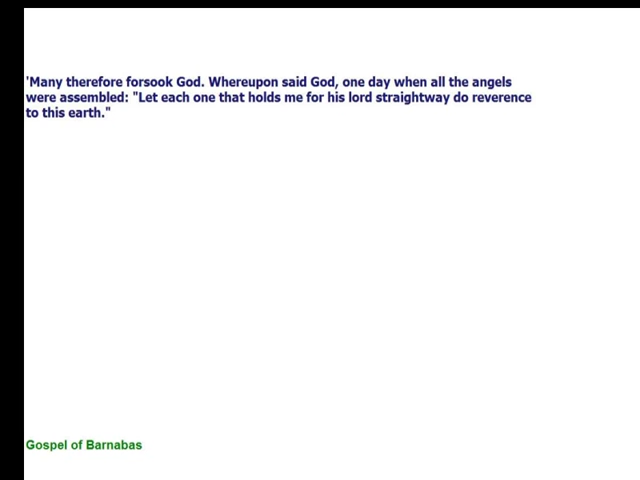 'Many therefore forsook God. Whereupon said God, one day when all the angels
were assembled: "Let each one that holds me for his lord straightway do reverence
to this earth."
Gospel of Barnabas